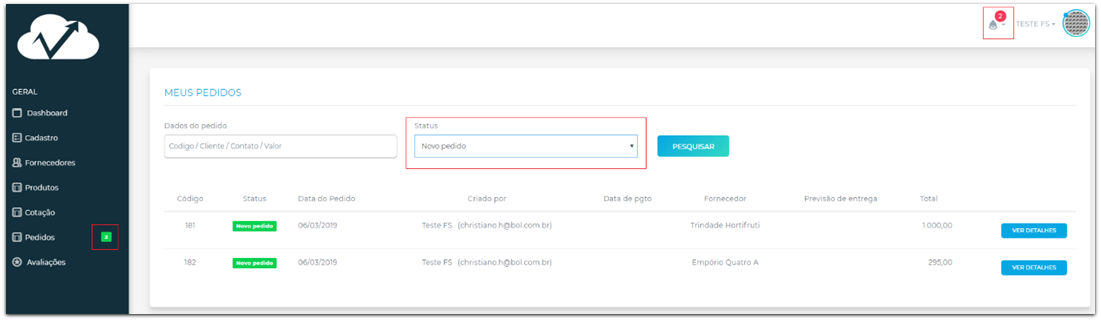 2
TESTE FS
GERAL
Dashboard
Cadastro
Fornecedores
Produtos
Cotação
Pedidos
Avaliações
MEUS PEDIDOS
Dados do pedido Status
Codigo / Cliente / Contato / Valor Novo pedido PESQUISAR
Código Status Data do Pedido Criado por Data de pgto Fornecedor Previsão de entrega Total
181 Novo pedido 06/03/2019 Teste FS (christiano.h@bol.com.br) Trindade Hortifruti 1.000,00 VER DETALHES
182 Novo pedido 06/03/2019 Teste FS (christiano.h@bol.com.br) Empório Quatro A 295,00 VER DETALHES